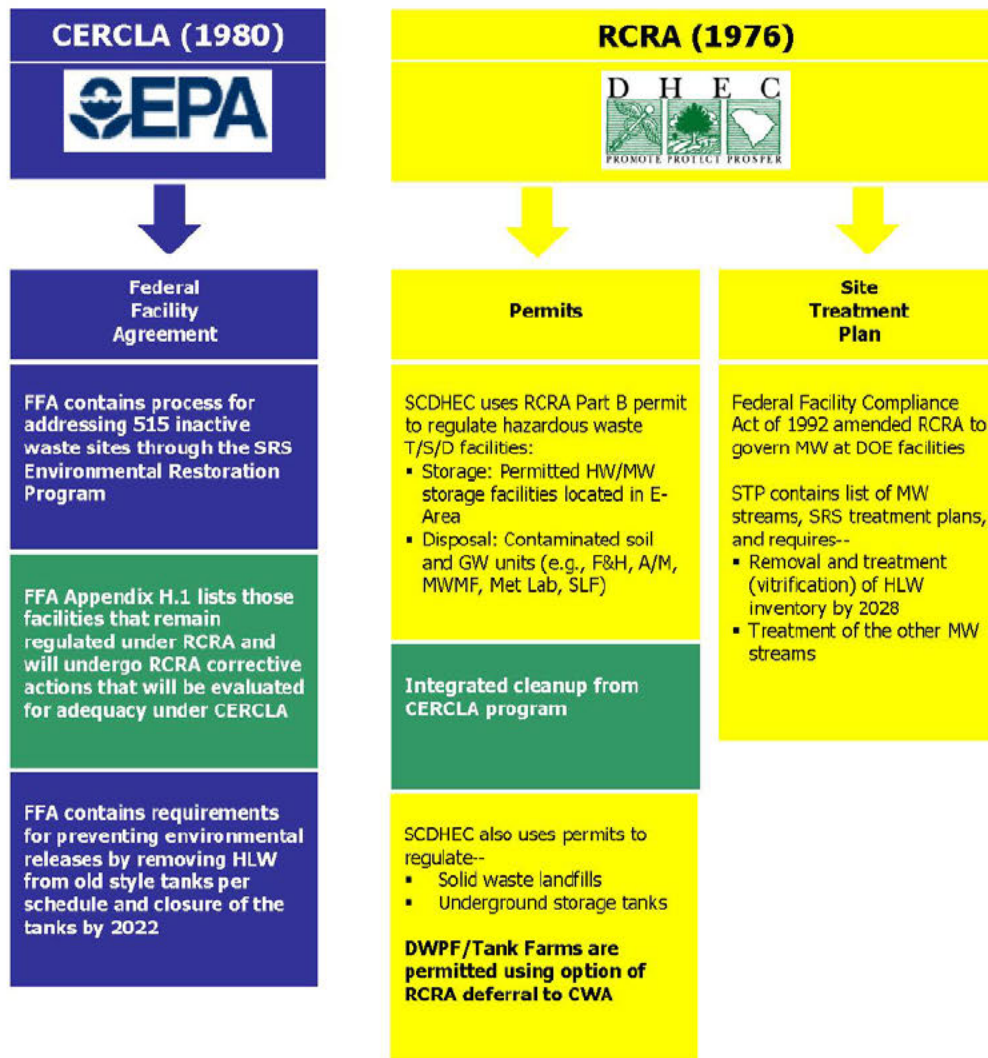 CERCLA (1980)
EPA
Federal
Facility
Agreement
FFA contains process for
addressing 515 inactive
waste sites through the SRS
Environmental Restoration
Program
FFA Appendix H.1 lists those
facilities that remain
regulated under RCRA and
will undergo RCRA corrective
actions that will be evaluated
for adequacy under CERCLA
FFA contains requirements
for preventing environmental
releases by removing HLW
from old style tanks per
schedule and closure of the
tanks by 2022
RCRA (1976)
D H E C
PROMOTE PROTECT PROSPER
Permits
SCDHEC uses RCRA Part B permit
to regulate hazardous waste
T/S/D facilities:
▪ Storage: Permitted HW/MW
storage facilities located in E-
Area
▪ Disposal: Contaminated soil
and GW units (e.g., F&H, A/M,
MWMF, Met Lab, SLF)
Integrated cleanup from
CERCLA program
SCDHEC also uses permits to
regulate--
▪ Solid waste landfills
▪ Underground storage tanks
DWPF/Tank Farms are
permitted using option of
RCRA deferral to CWA
Site
Treatment
Plan
Federal Facility Compliance
Act of 1992 amended RCRA to
govern MW at DOE facilities
STP contains list of MW
streams, SRS treatment plans,
and requires--
▪ Removal and treatment
(vitrification) of HLW
inventory by 2028
▪ Treatment of the other MW
streams